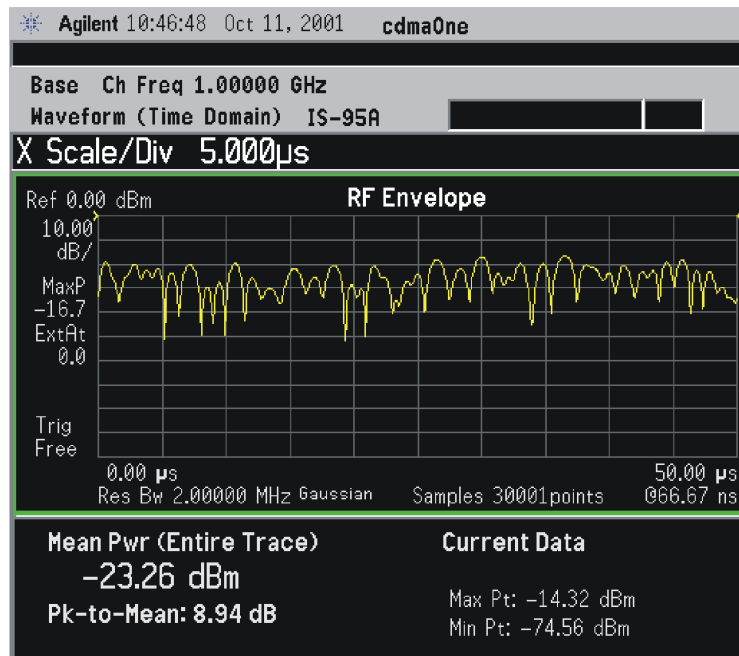 Agilent 10:46:48 Oct 11, 2001 cdmaOne
Base Ch Freq 1.00000 GHz
Waveform (Time Domain) IS-95A
X Scale/Div 5.000µs
Ref 0.00 dBm RF Envelope
10.00
dB/
MaxP
-16.7
ExtAt
0.0
Trig
Free
0.00 µs 50.00 µs
Res Bw 2.00000 MHz Gaussian Samples 30001points @66.67 ns
Mean Pwr (Entire Trace) Current Data
-23.26 dBm
Max Pt: -14.32 dBm
Pk-to-Mean: 8.94 dB
Min Pt: -74.56 dBm